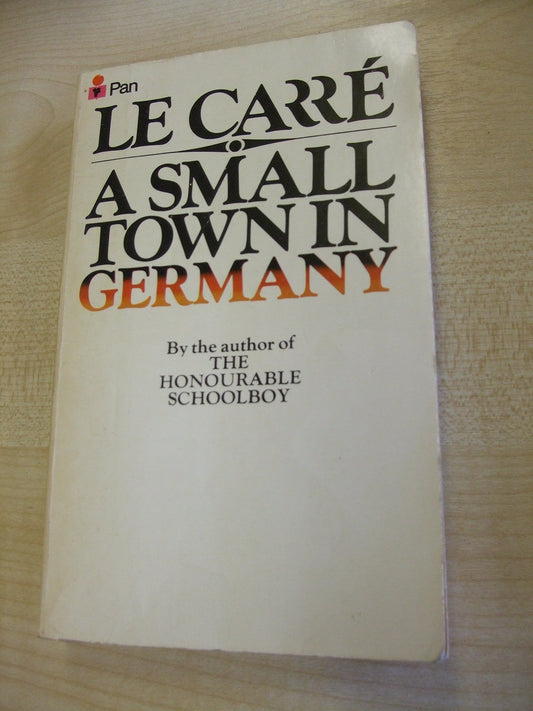 Pan
LE CARRÉ
A SMALL
TOWN IN
GERMANY
By the author of
THE
HONOURABLE
SCHOOLBOY